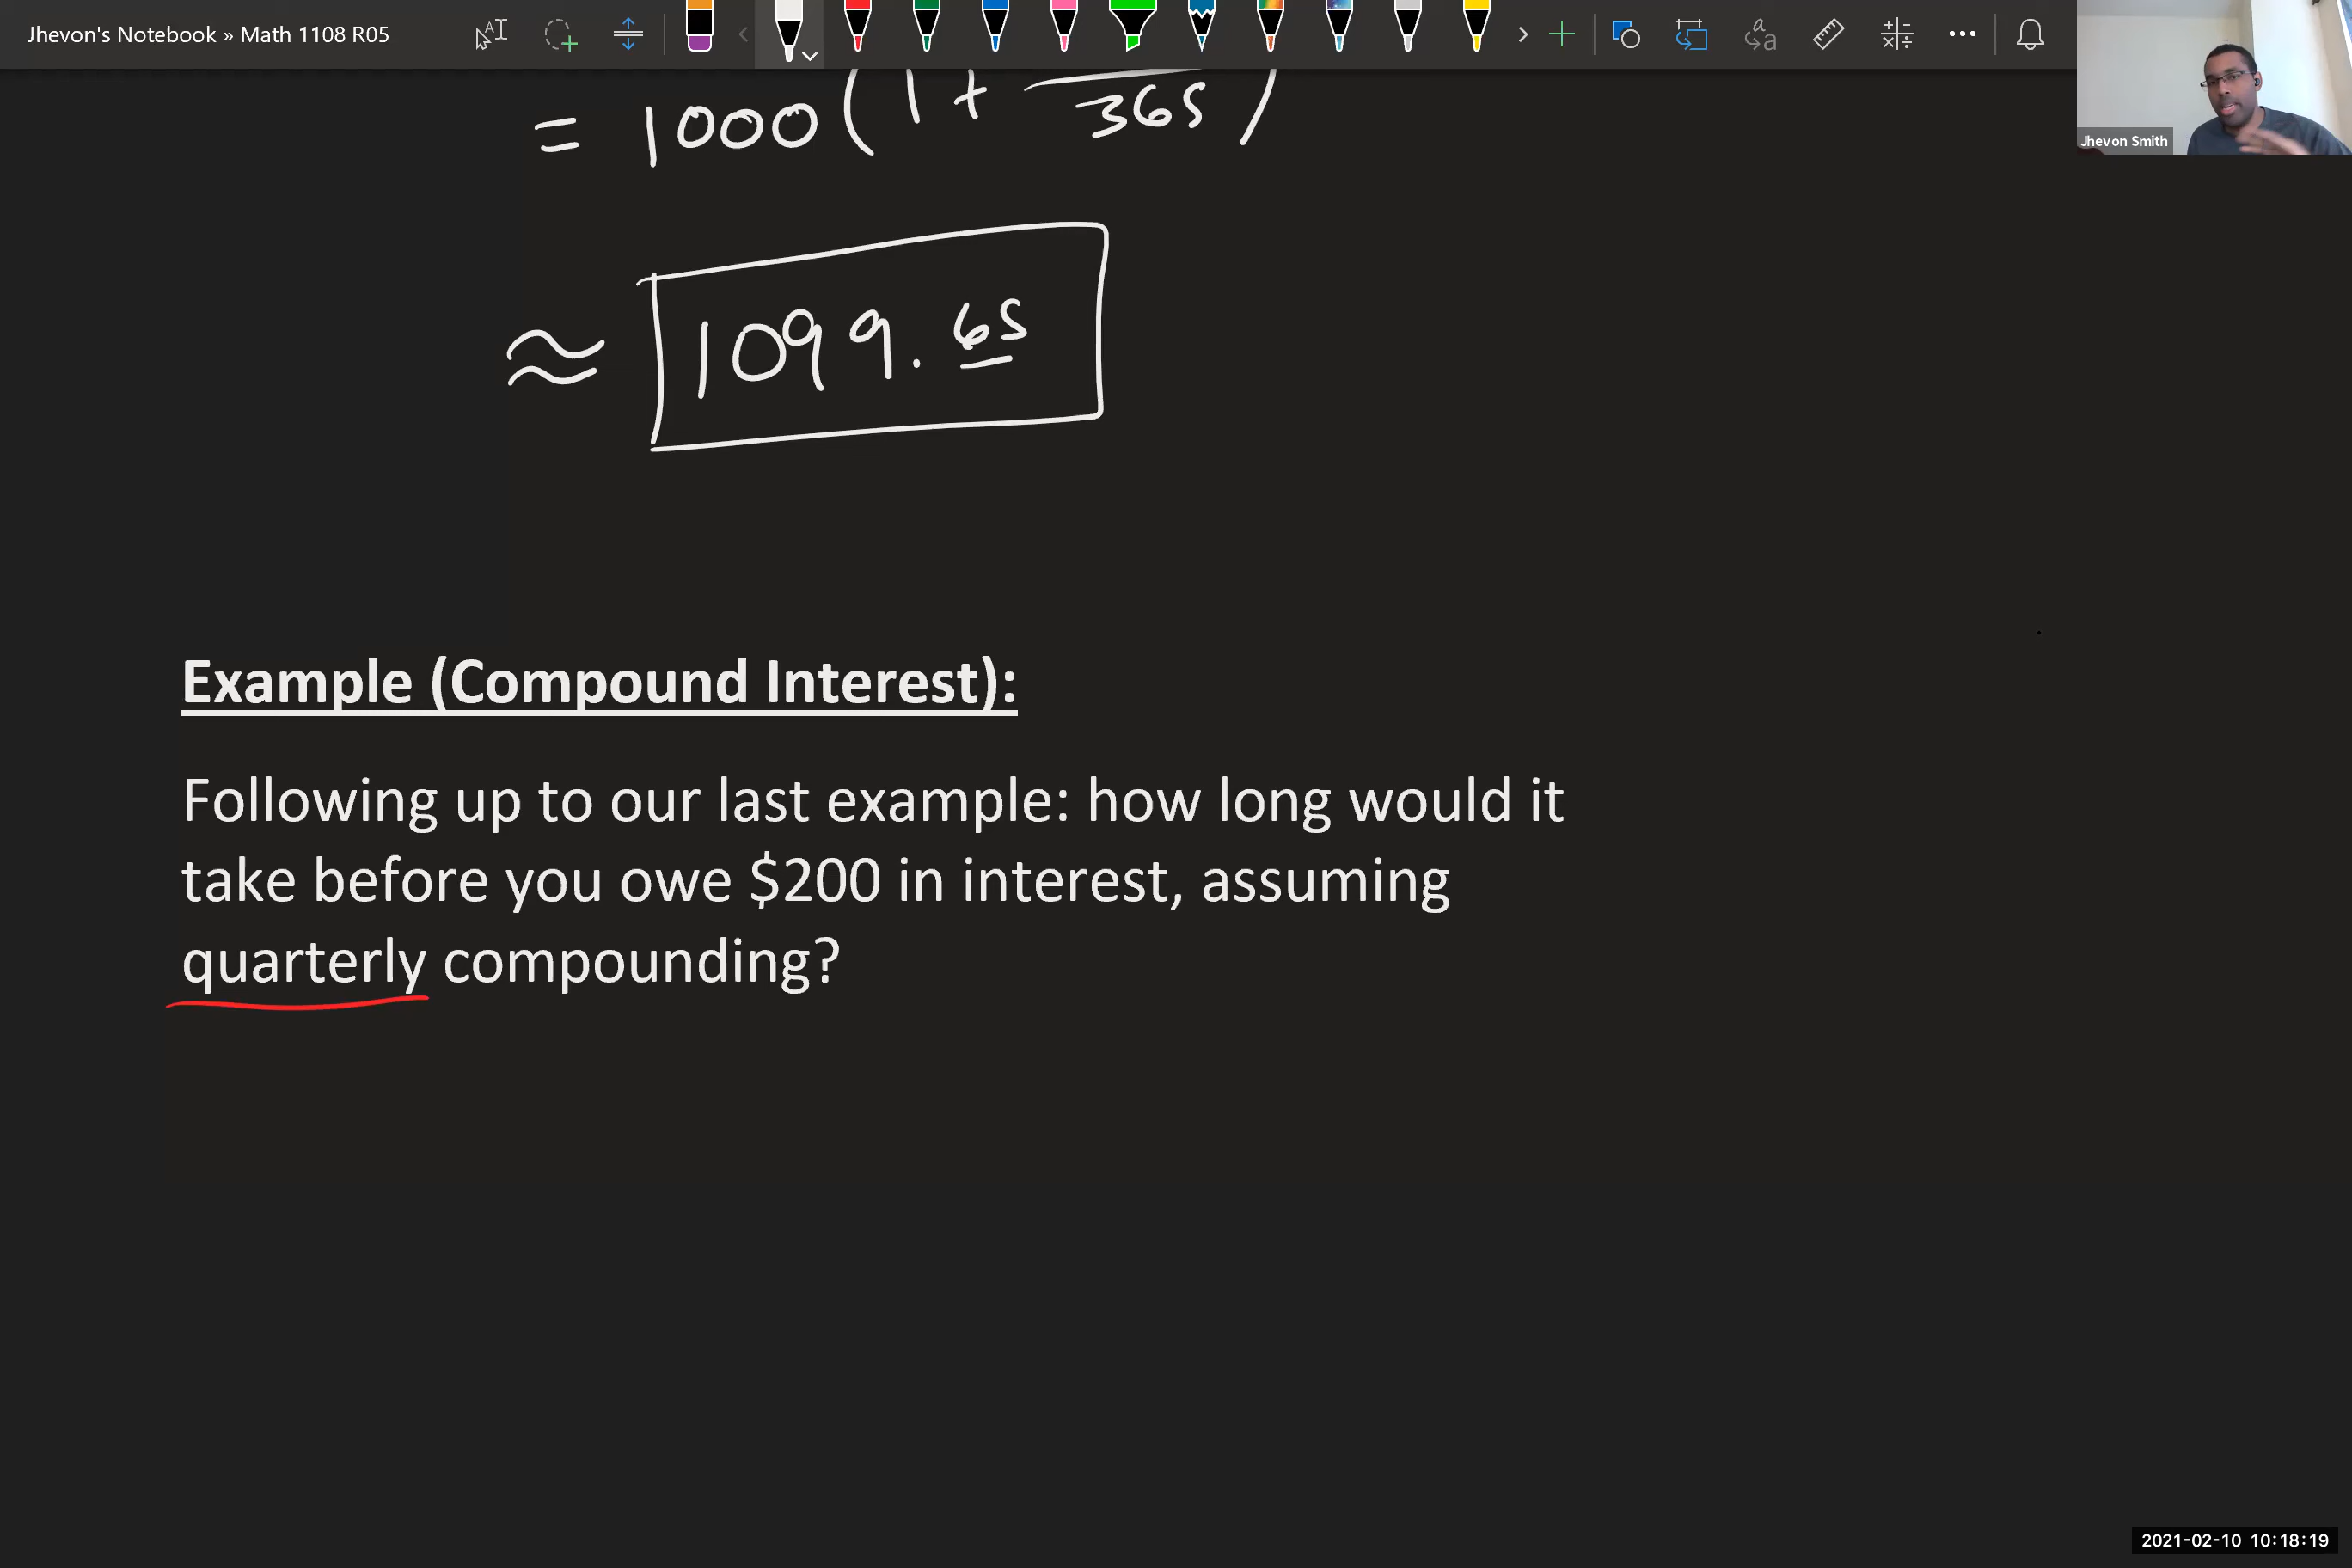 Jhevon's Notebook » Math 1108 R05
Jhevon Smith
= 1000(1 + 365)
≈ 1099.65
Example (Compound Interest):
Following up to our last example: how long would it
take before you owe $200 in interest, assuming
quarterly compounding?
2021-02-10 10:18:19